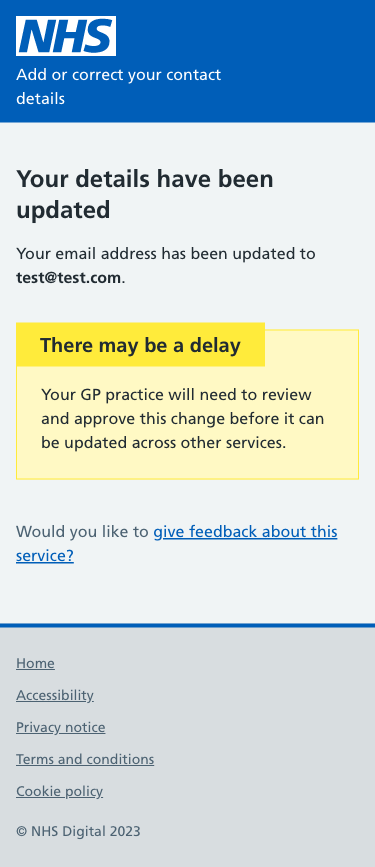 NHS
Add or correct your contact
details
Your details have been
updated
Your email address has been updated to
test@test.com.
There may be a delay
Your GP practice will need to review
and approve this change before it can
be updated across other services.
Would you like to give feedback about this
service?
Home
Accessibility
Privacy notice
Terms and conditions
Cookie policy
© NHS Digital 2023